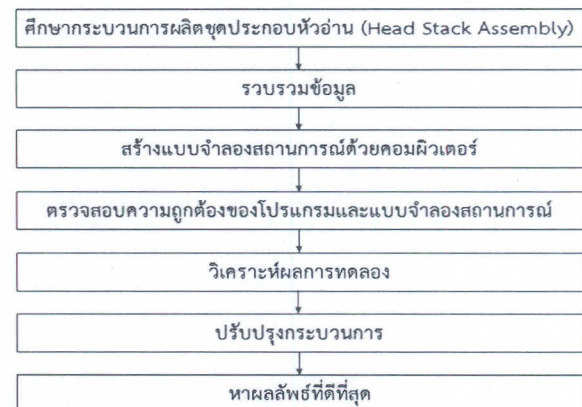 ศึกษากระบวนการผลิตชุดประกอบหัวอ่าน (Head Stack Assembly)
รวบรวมข้อมูล
สร้างแบบจำลองสถานการณ์ด้วยคอมผิวเตอร์
ตรวจสอบความถูกต้องของโปรแกรมและแบบจำลองสถานการณ์
วิเคราะห์ผลการทดลอง
ปรับปรุงกระบวนการ
หาผลลัพธ์ที่ดีที่สุด